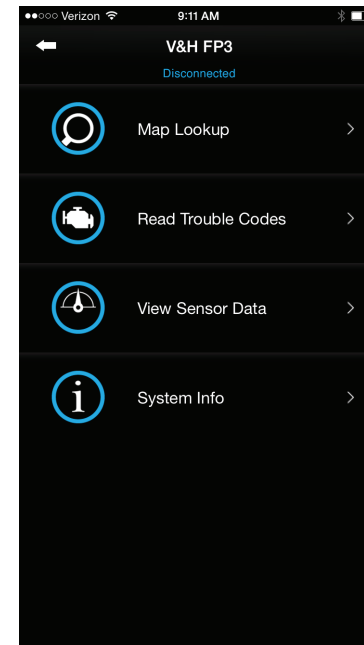 Verizon 9:11 AM
V&H FP3
Disconnected
Map Lookup
Read Trouble Codes
View Sensor Data
i System Info